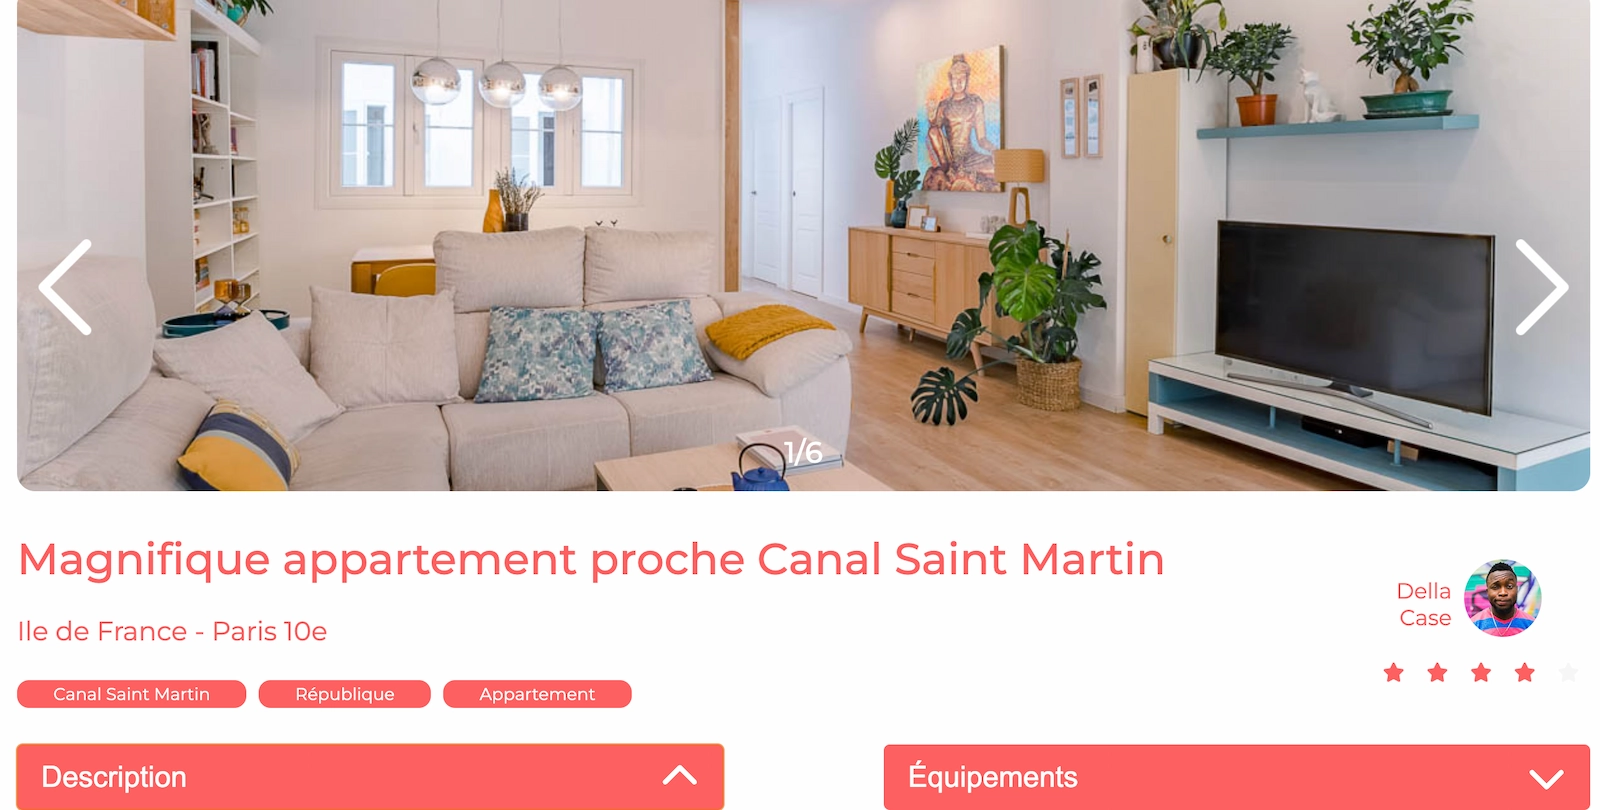 1/6
Magnifique appartement proche Canal Saint Martin
Ile de France - Paris 10e
Della
Case
Canal Saint Martin
République
Appartement
Description
Équipements